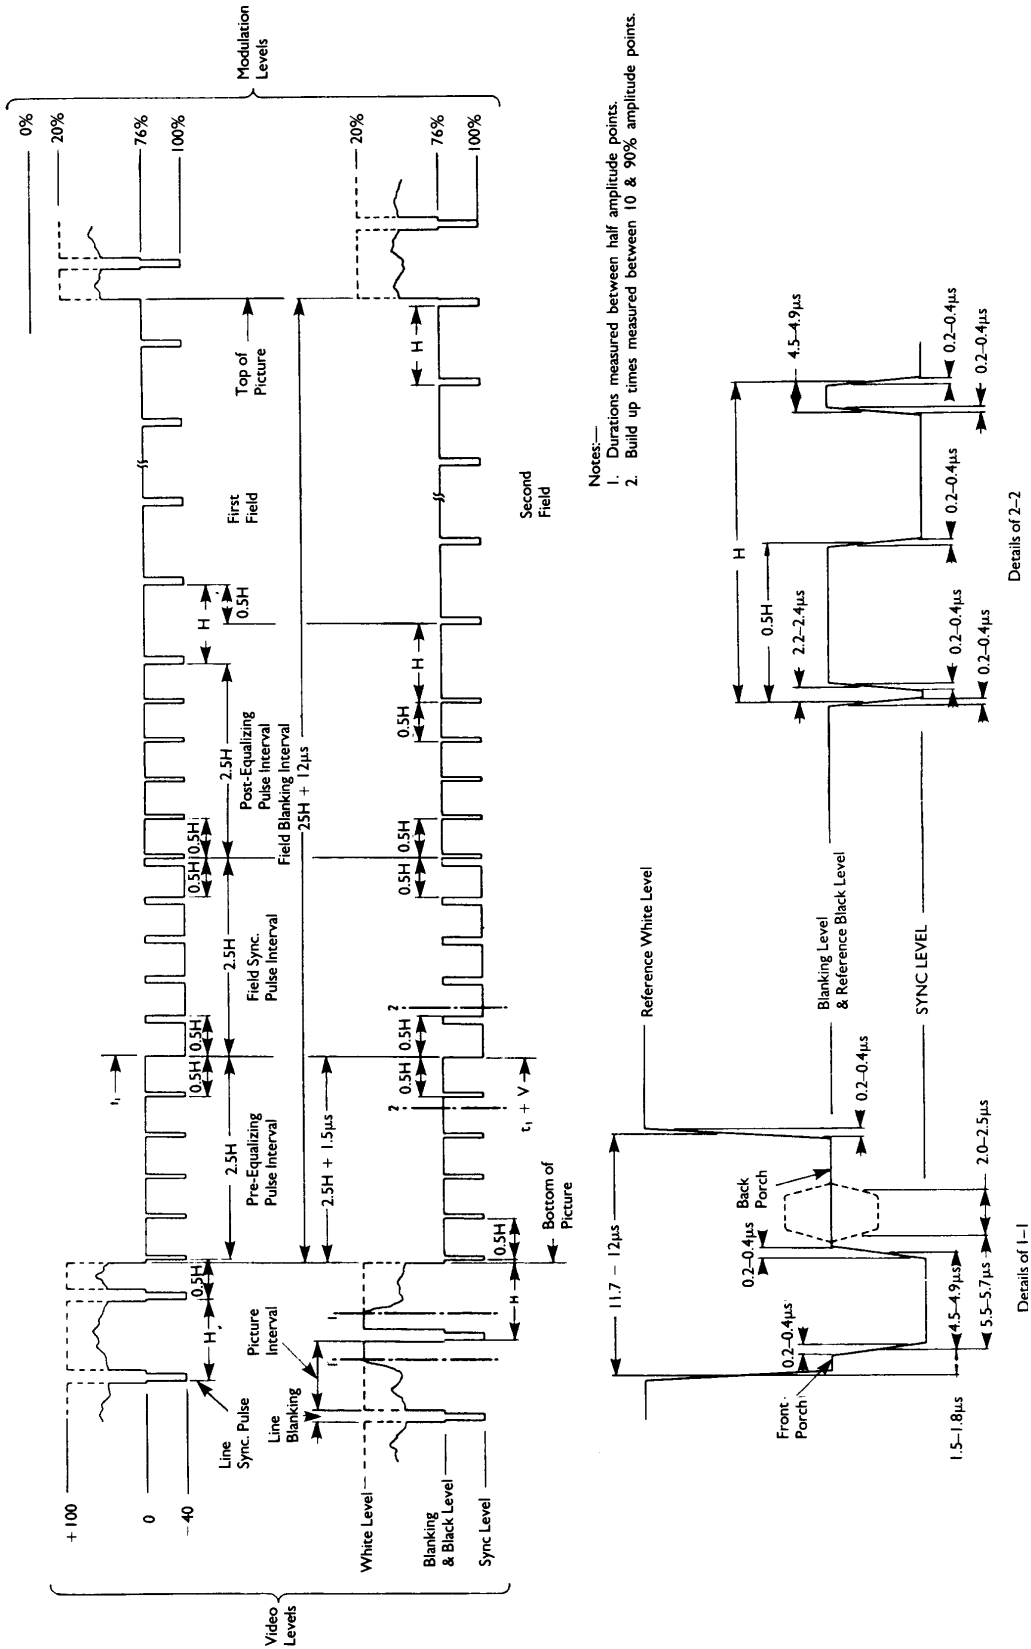 Modulation
Levels
0%
20%
76%
100%
20%
76%
100%
+ 100
0
40
Video
Levels
Line
Sync. Pulse
H
0.5H
t₁
2.5H
Pre-Equalizing
Pulse Interval
0.5H
0.5H
2.5H
Field Sync.
Pulse Interval
0.5H
0.5H
2.5H
Post-Equalizing
Pulse Interval
Field Blanking Interval
H
0.5H
First
Field
Top of
Picture
25H + 12μs
2.5H + 1.5μs
White Level
Blanking
& Black Level
Sync Level
Line
Blanking
Picture
Interval
1
1
H
0.5H
Bottom of
Picture
2
0.5H
0.5H
2
t₁ + V
0.5H
0.5H
0.5H
H
H
Second
Field
Notes:—
1. Durations measured between half amplitude points.
2. Build up times measured between 10 & 90% amplitude points.
Reference White Level
Blanking Level
& Reference Black Level
SYNC LEVEL
11.7 – 12μs
0.2–0.4μs
Front
Porch
0.2–0.4μs
0.2–0.4μs
Back
Porch
1.5–1.8μs
4.5–4.9μs
5.5–5.7μs
2.0–2.5μs
Details of 1–1
H
0.5H
2.2–2.4μs
4.5–4.9μs
0.2–0.4μs
0.2–0.4μs
0.2–0.4μs
0.2–0.4μs
0.2–0.4μs
Details of 2–2